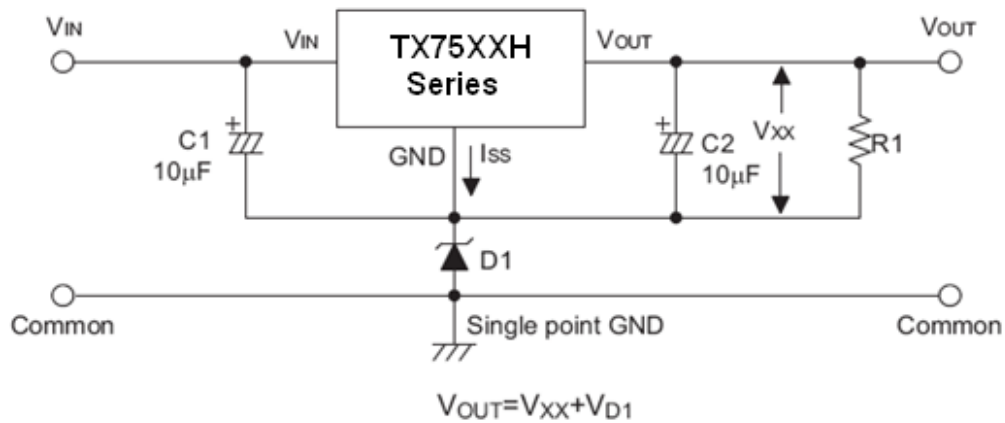 VIN
VIN
TX75XXH
Series
VOUT
VOUT
C1
10μF
GND
ISS
C2
10μF
VXX
R1
D1
Common
Single point GND
Common
VOUT=VXX+VD1